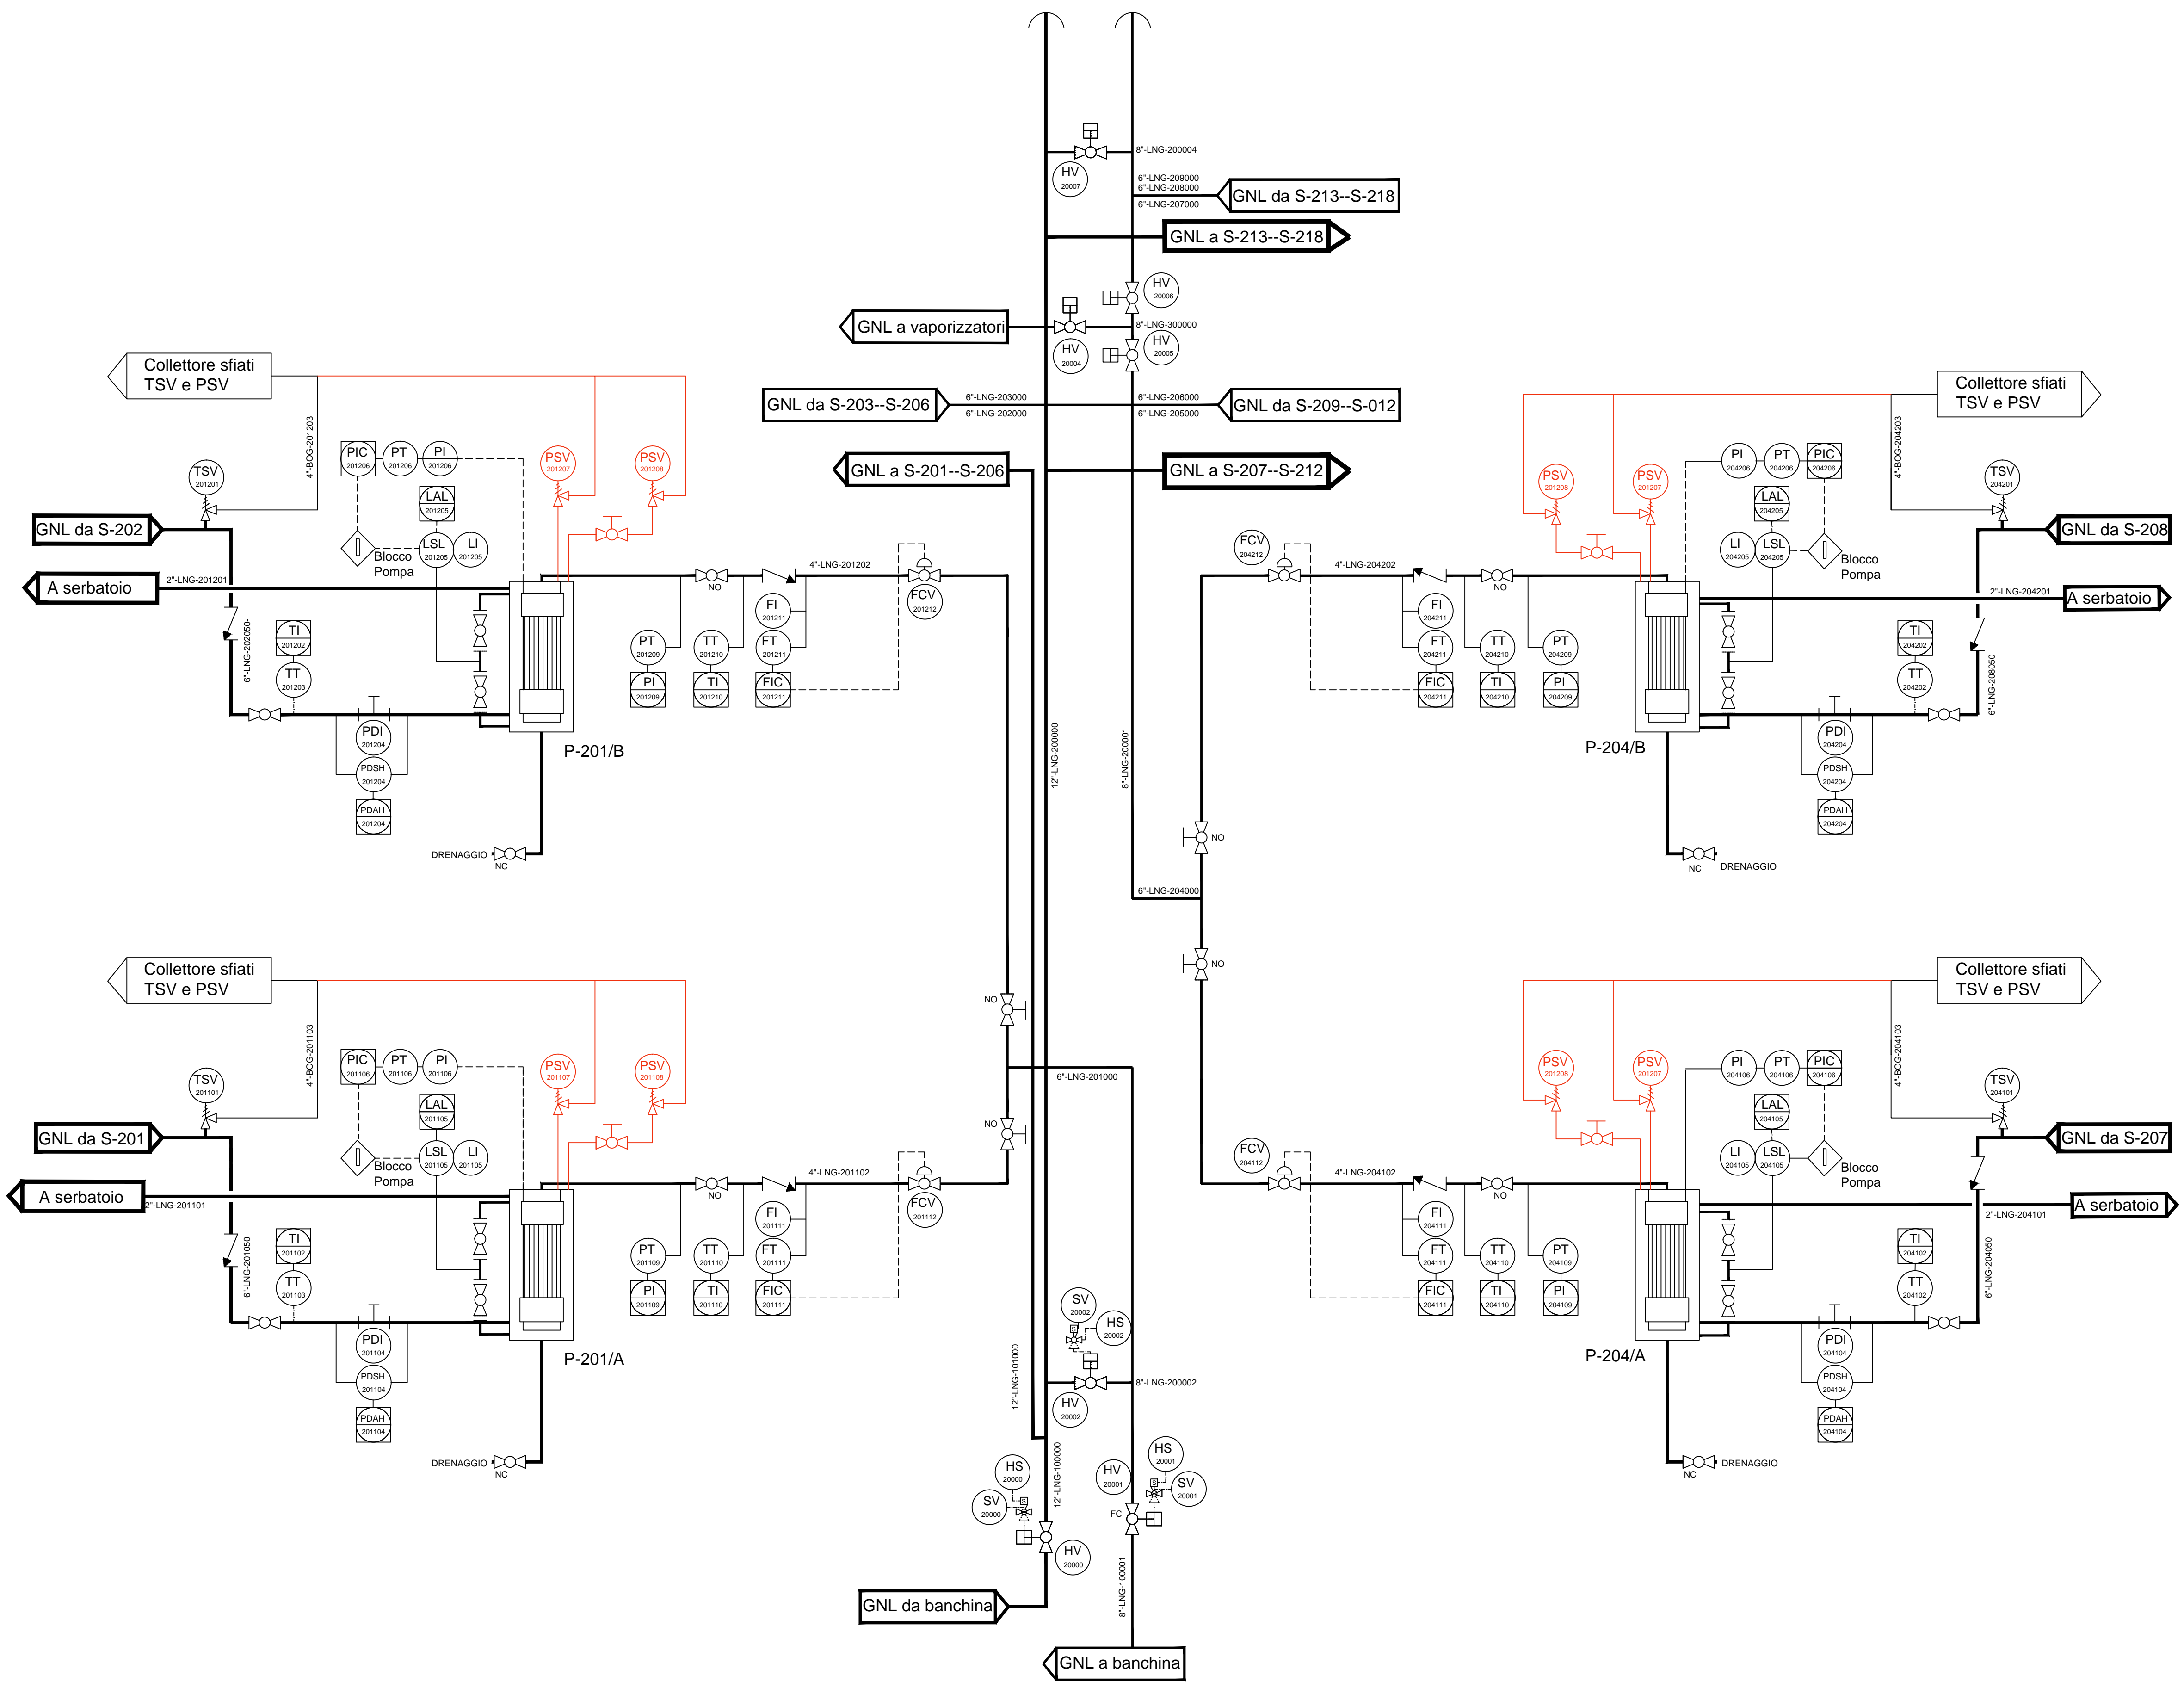 8"-LNG-200004
HV
20007
6"-LNG-209000
6"-LNG-208000
GNL da S-213--S-218
6"-LNG-207000
GNL a S-213--S-218
HV
20006
GNL a vaporizzatori
8"-LNG-300000
HV
20004
HV
20005
GNL da S-203--S-206
6"-LNG-203000
6"-LNG-202000
6"-LNG-206000
6"-LNG-205000
GNL da S-209--S-012
GNL a S-201--S-206
GNL a S-207--S-212
12"-LNG-200000
8"-LNG-200001
Collettore sfiati
TSV e PSV
4"-BOG-201203
TSV
201201
PIC
201206
PT
201206
PI
201206
PSV
201207
PSV
201208
LAL
201205
LSL
201205
LI
201205
Blocco
Pompa
GNL da S-202
A serbatoio
2"-LNG-201201
6"-LNG-202050-
TI
201202
TT
201203
PDI
201204
PDSH
201204
PDAH
201204
P-201/B
DRENAGGIO
NC
NO
4"-LNG-201202
FCV
201212
FI
201211
PT
201209
TT
201210
FT
201211
PI
201209
TI
201210
FIC
201211
Collettore sfiati
TSV e PSV
4"-BOG-204203
PSV
201208
PSV
201207
PI
204206
PT
204206
PIC
204206
TSV
204201
LAL
204205
LI
204205
LSL
204205
Blocco
Pompa
GNL da S-208
A serbatoio
2"-LNG-204201
6"-LNG-208050
FCV
204212
4"-LNG-204202
NO
FI
204211
FT
204211
TT
204210
PT
204209
FIC
204211
TI
204210
PI
204209
TI
204202
TT
204202
PDI
204204
PDSH
204204
PDAH
204204
P-204/B
NC
DRENAGGIO
NO
6"-LNG-204000
NO
Collettore sfiati
TSV e PSV
4"-BOG-201103
TSV
201101
PIC
201106
PT
201106
PI
201106
PSV
201107
PSV
201108
LAL
201105
LSL
201105
LI
201105
Blocco
Pompa
GNL da S-201
A serbatoio
2"-LNG-201101
6"-LNG-201050
TI
201102
TT
201103
PDI
201104
PDSH
201104
PDAH
201104
P-201/A
DRENAGGIO
NC
NO
4"-LNG-201102
FCV
201112
FI
201111
PT
201109
TT
201110
FT
201111
PI
201109
TI
201110
FIC
201111
NO
6"-LNG-201000
NO
Collettore sfiati
TSV e PSV
4"-BOG-204103
PSV
201208
PSV
201207
PI
204106
PT
204106
PIC
204106
TSV
204101
LAL
204105
LI
204105
LSL
204105
Blocco
Pompa
GNL da S-207
A serbatoio
2"-LNG-204101
6"-LNG-204050
FCV
204112
4"-LNG-204102
NO
FI
204111
FT
204111
TT
204110
PT
204109
FIC
204111
TI
204110
PI
204109
TI
204102
TT
204102
PDI
204104
PDSH
204104
PDAH
204104
P-204/A
NC
DRENAGGIO
SV
20002
HS
20002
12"-LNG-101000
8"-LNG-200002
HV
20002
12"-LNG-100000
HS
20000
SV
20000
HV
20000
HV
20001
HS
20001
SV
20001
FC
8"-LNG-10001
GNL da banchina
GNL a banchina